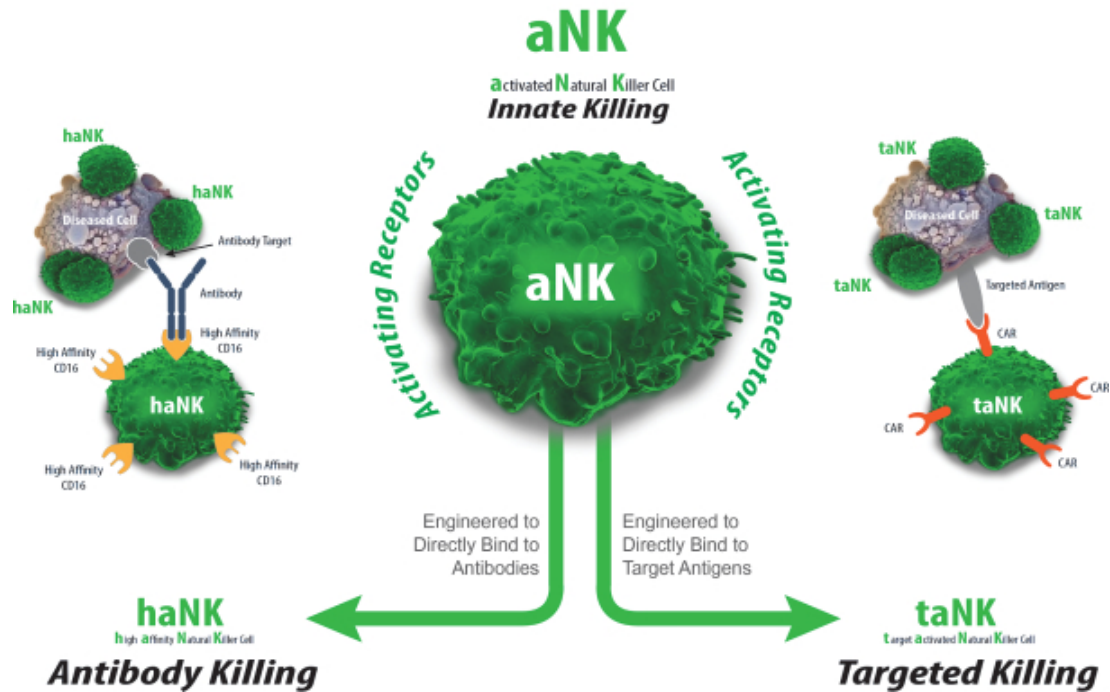 aNK
activated Natural Killer Cell
Innate Killing
Activating Receptors
aNK
Activating Receptors
haNK
haNK
Diseased Cell
Antibody Target
haNK
Antibody
High Affinity
CD16
High Affinity
CD16
haNK
High Affinity
CD16
High Affinity
CD16
taNK
Diseased Cell
taNK
taNK
Targeted Antigen
CAR
CAR
taNK
CAR
CAR
Engineered to
Directly Bind to
Antibodies
Engineered to
Directly Bind to
Target Antigens
haNK
high affinity Natural Killer Cell
Antibody Killing
taNK
target activated Natural Killer Cell
Targeted Killing